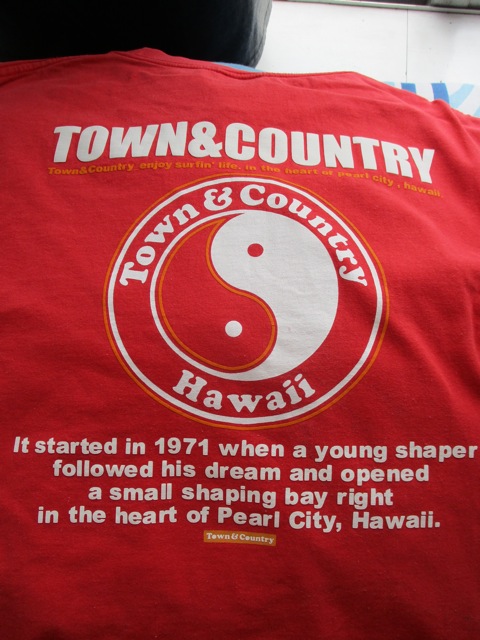 TOWN&COUNTRY
Town&Country enjoy surfin' life. in the heart of pearl city, hawaii
Town & Country
Hawaii
It started in 1971 when a young shaper
followed his dream and opened
a small shaping bay right
in the heart of Pearl City, Hawaii.
Town & Country